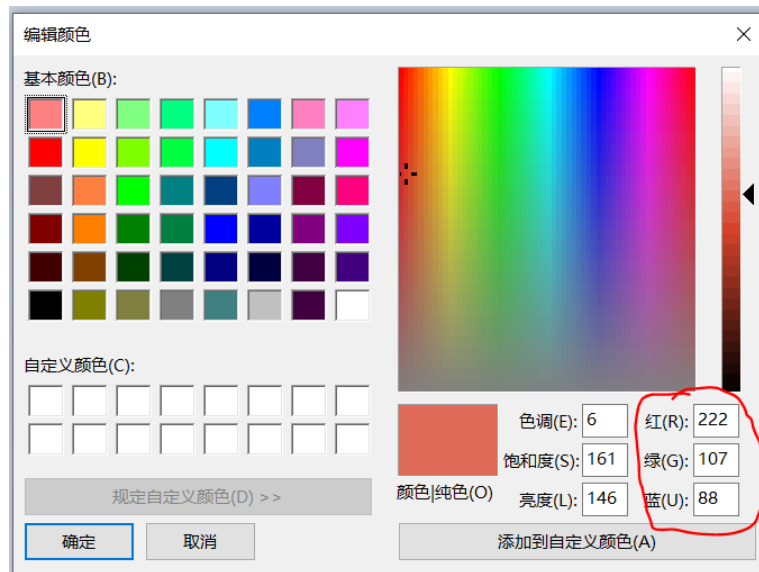 编辑颜色
基本颜色(B):
自定义颜色(C):
规定自定义颜色(D) >>
确定
取消
颜色|纯色(O)
色调(E): 6
饱和度(S): 161
亮度(L): 146
红(R): 222
绿(G): 107
蓝(U): 88
添加到自定义颜色(A)